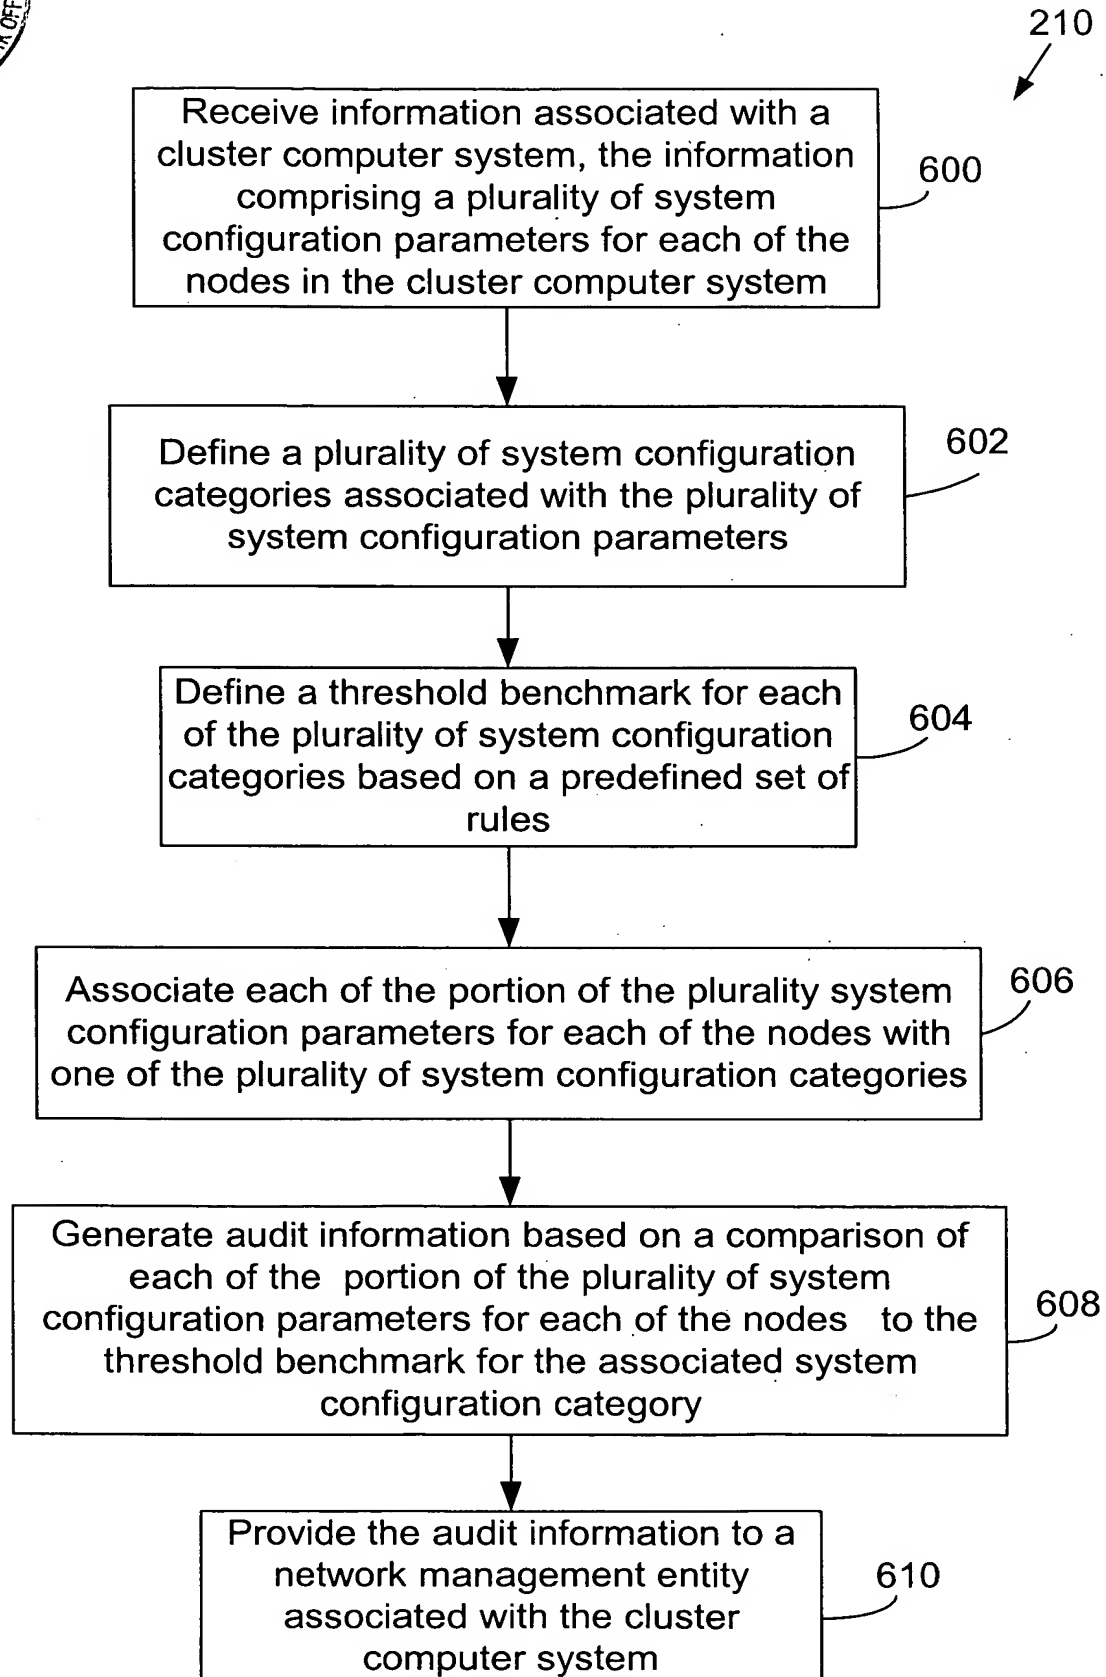 210
Receive information associated with a
cluster computer system, the information
comprising a plurality of system
configuration parameters for each of the
nodes in the cluster computer system
600
Define a plurality of system configuration
categories associated with the plurality of
system configuration parameters
602
Define a threshold benchmark for each
of the plurality of system configuration
categories based on a predefined set of
rules
604
Associate each of the portion of the plurality system
configuration parameters for each of the nodes with
one of the plurality of system configuration categories
606
Generate audit information based on a comparison of
each of the portion of the plurality of system
configuration parameters for each of the nodes to the
threshold benchmark for the associated system
configuration category
608
Provide the audit information to a
network management entity
associated with the cluster
computer system
610